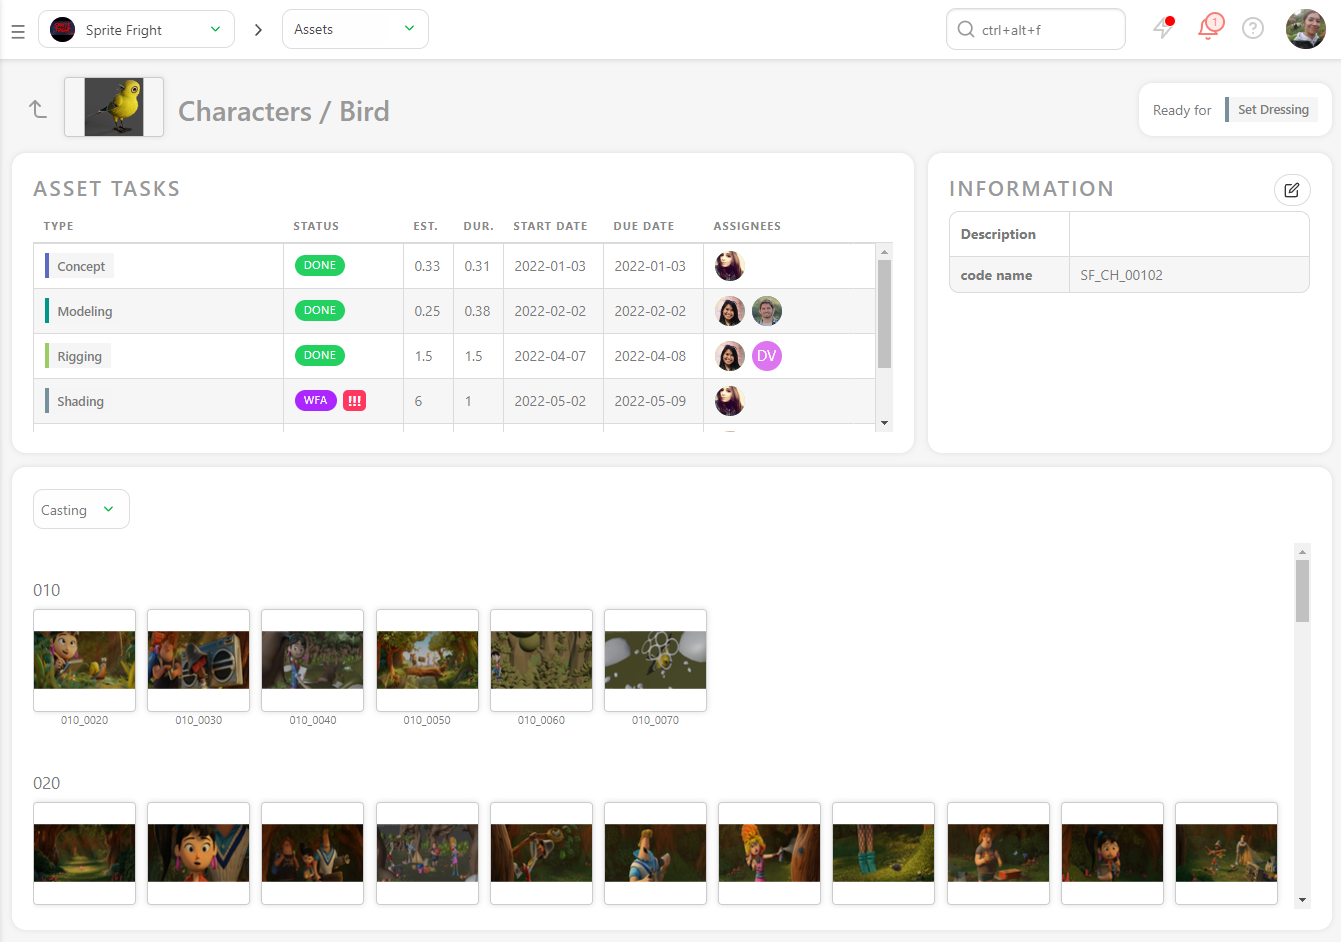 Sprite Fright
Assets
ctrl+alt+f
1
Characters / Bird
Ready for
Set Dressing
ASSET TASKS
TYPE STATUS EST. DUR. START DATE DUE DATE ASSIGNEES
Concept DONE 0.33 0.31 2022-01-03 2022-01-03
Modeling DONE 0.25 0.38 2022-02-02 2022-02-02
Rigging DONE 1.5 1.5 2022-04-07 2022-04-08 DV
Shading WFA !!! 6 1 2022-05-02 2022-05-09
INFORMATION
Description
code name SF_CH_00102
Casting
010
010_0020 010_0030 010_0040 010_0050 010_0060 010_0070
020